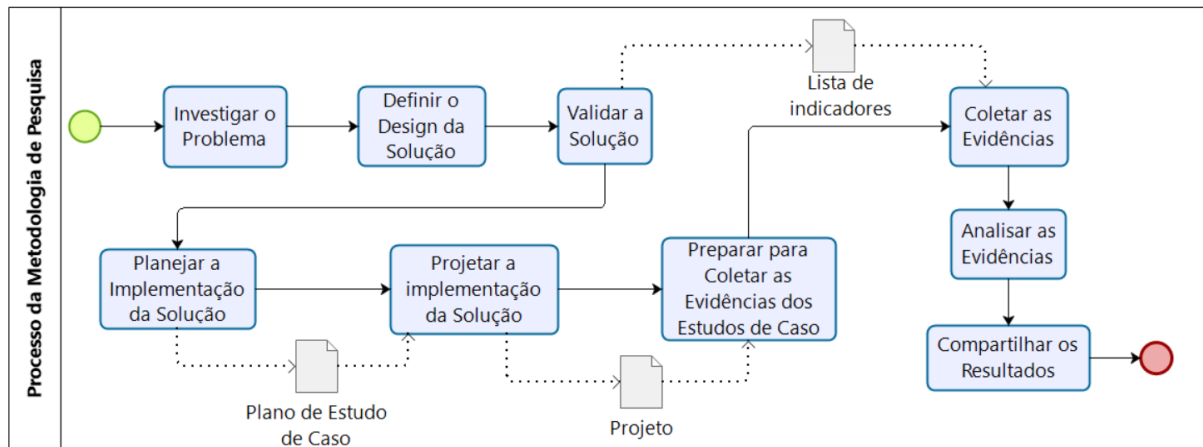 Processo da Metodologia de Pesquisa
Investigar o
Problema
Definir o
Design da
Solução
Validar a
Solução
Lista de
indicadores
Coletar as
Evidências
Planejar a
Implementação
da Solução
Projetar a
implementação
da Solução
Preparar para
Coletar as
Evidências dos
Estudos de Caso
Analisar as
Evidências
Compartilhar os
Resultados
Plano de Estudo
de Caso
Projeto